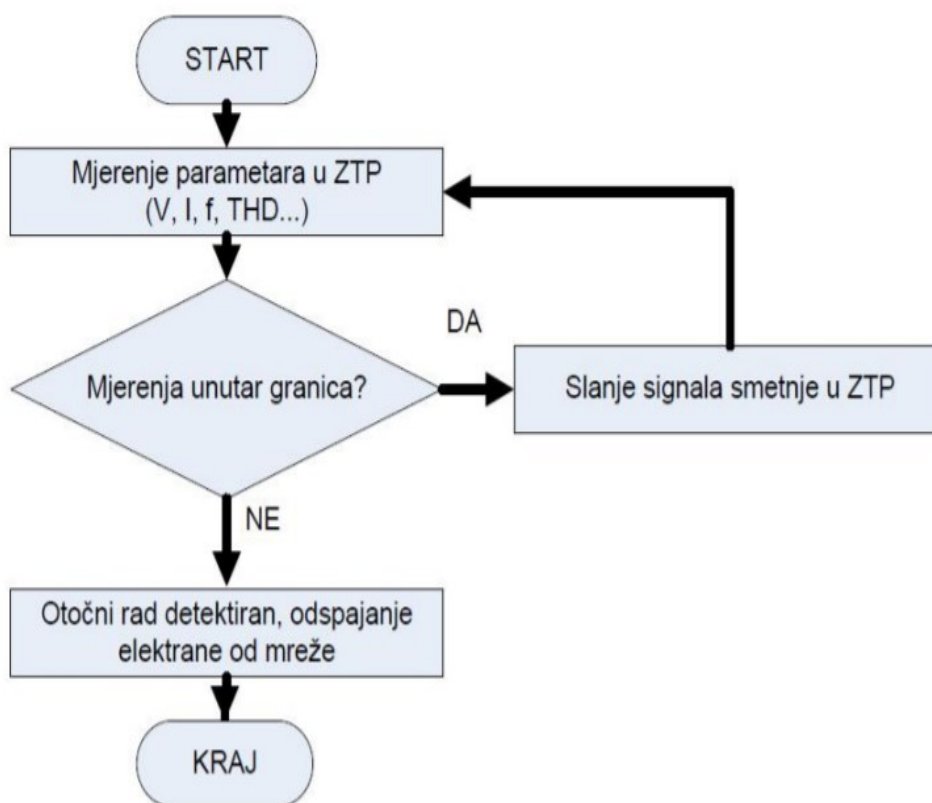 START
Mjerenje parametara u ZTP
(V, I, f, THD...)
DA
Mjerenja unutar granica?
Slanje signala smetnje u ZTP
NE
Otočni rad detektiran, odspajanje
elektrane od mreže
KRAJ